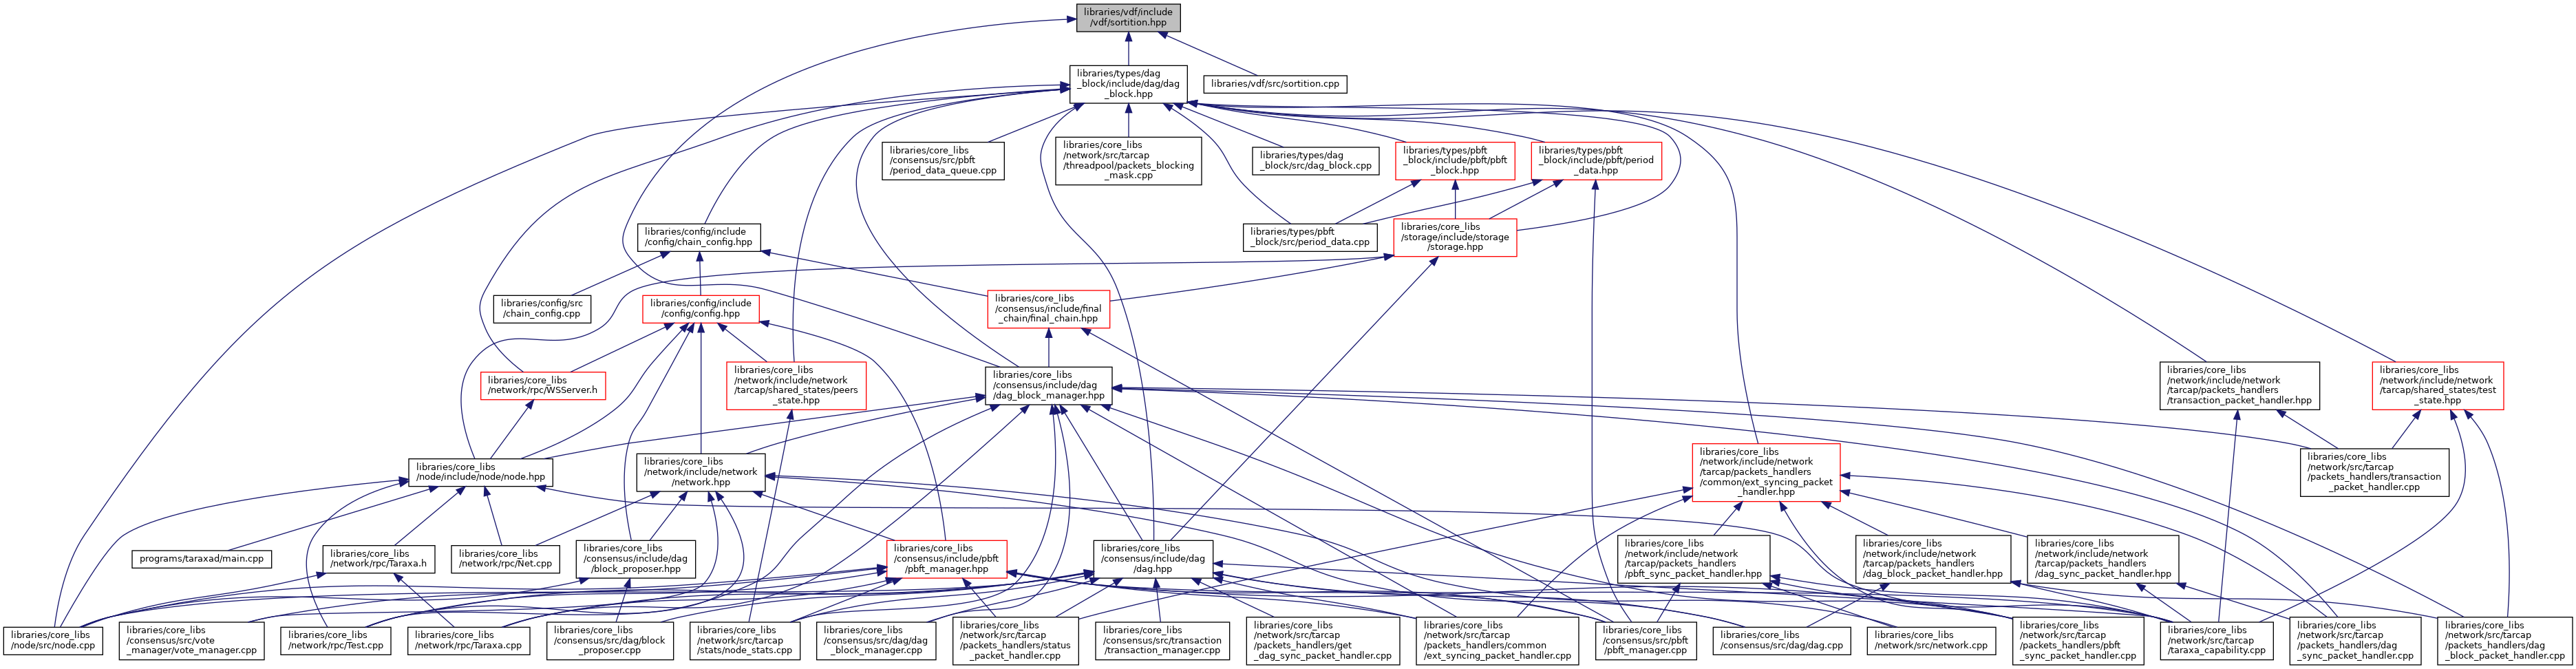 libraries/vdf/include
/vdf/sortition.hpp
libraries/types/dag
_block/include/dag/dag
_block.hpp
libraries/vdf/src/sortition.cpp
libraries/core_libs
/consensus/src/pbft
/period_data_queue.cpp
libraries/core_libs
/network/src/tarcap
/threadpool/packets_blocking
_mask.cpp
libraries/types/dag
_block/src/dag_block.cpp
libraries/types/pbft
_block/include/pbft/pbft
_block.hpp
libraries/types/pbft
_block/include/pbft/period
_data.hpp
libraries/config/include
/config/chain_config.hpp
libraries/types/pbft
_block/src/period_data.cpp
libraries/core_libs
/storage/include/storage
/storage.hpp
libraries/config/src
/chain_config.cpp
libraries/config/include
/config/config.hpp
libraries/core_libs
/consensus/include/final
_chain/final_chain.hpp
libraries/core_libs
/network/rpc/WSServer.h
libraries/core_libs
/network/include/network
/tarcap/shared_states/peers
_state.hpp
libraries/core_libs
/consensus/include/dag
/dag_block_manager.hpp
libraries/core_libs
/network/include/network
/tarcap/packets_handlers
/transaction_packet_handler.hpp
libraries/core_libs
/network/include/network
/tarcap/shared_states/test
_state.hpp
libraries/core_libs
/node/include/node/node.hpp
libraries/core_libs
/network/include/network
/network.hpp
libraries/core_libs
/network/include/network
/tarcap/packets_handlers
/common/ext_syncing_packet
_handler.hpp
libraries/core_libs
/network/src/tarcap
/packets_handlers/transaction
_packet_handler.cpp
programs/taraxad/main.cpp
libraries/core_libs
/network/rpc/Taraxa.h
libraries/core_libs
/network/rpc/Net.cpp
libraries/core_libs
/consensus/include/dag
/block_proposer.hpp
libraries/core_libs
/consensus/include/pbft
/pbft_manager.hpp
libraries/core_libs
/consensus/include/dag
/dag.hpp
libraries/core_libs
/network/include/network
/tarcap/packets_handlers
/pbft_sync_packet_handler.hpp
libraries/core_libs
/network/include/network
/tarcap/packets_handlers
/dag_block_packet_handler.hpp
libraries/core_libs
/network/include/network
/tarcap/packets_handlers
/dag_sync_packet_handler.hpp
libraries/core_libs
/node/src/node.cpp
libraries/core_libs
/consensus/src/vote
_manager/vote_manager.cpp
libraries/core_libs
/network/rpc/Test.cpp
libraries/core_libs
/network/rpc/Taraxa.cpp
libraries/core_libs
/consensus/src/dag/block
_proposer.cpp
libraries/core_libs
/network/src/tarcap
/stats/node_stats.cpp
libraries/core_libs
/consensus/src/dag/dag
_block_manager.cpp
libraries/core_libs
/network/src/tarcap
/packets_handlers/status
_packet_handler.cpp
libraries/core_libs
/consensus/src/transaction
/transaction_manager.cpp
libraries/core_libs
/network/src/tarcap
/packets_handlers/get
_dag_sync_packet_handler.cpp
libraries/core_libs
/network/src/tarcap
/packets_handlers/common
/ext_syncing_packet_handler.cpp
libraries/core_libs
/consensus/src/pbft
/pbft_manager.cpp
libraries/core_libs
/consensus/src/dag/dag.cpp
libraries/core_libs
/network/src/network.cpp
libraries/core_libs
/network/src/tarcap
/packets_handlers/pbft
_sync_packet_handler.cpp
libraries/core_libs
/network/src/tarcap
/taraxa_capability.cpp
libraries/core_libs
/network/src/tarcap
/packets_handlers/dag
_sync_packet_handler.cpp
libraries/core_libs
/network/src/tarcap
/packets_handlers/dag
_block_packet_handler.cpp